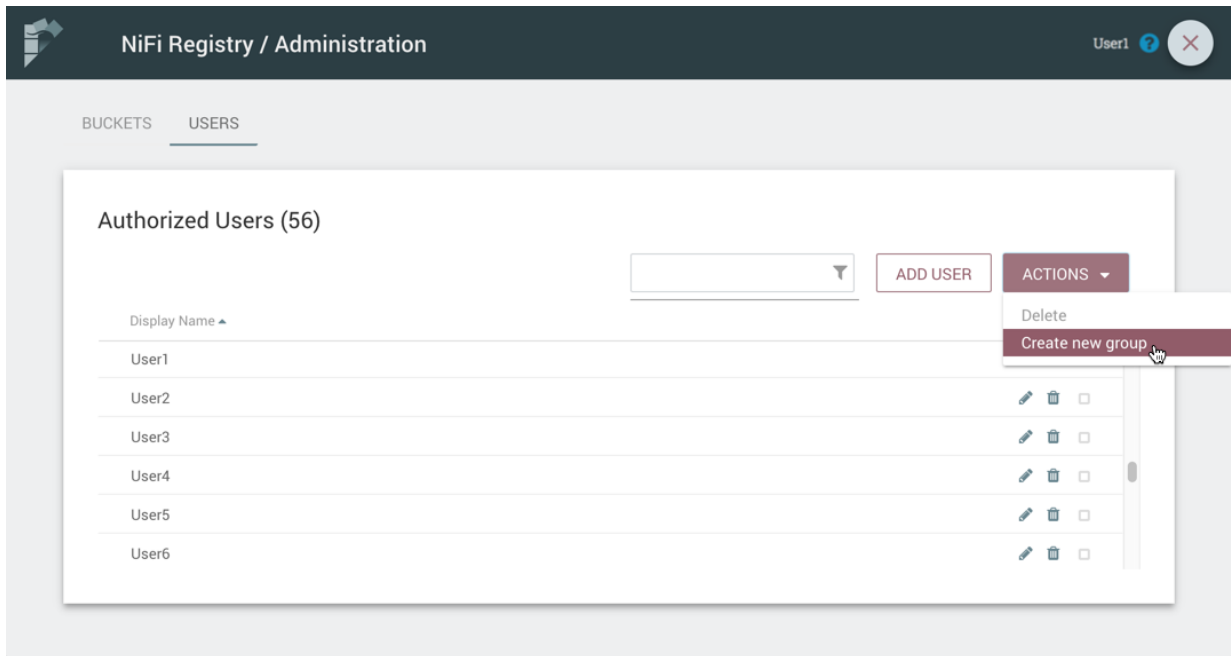 NiFi Registry / Administration
User1 ?
BUCKETS USERS
Authorized Users (56)
ADD USER ACTIONS
Delete
Create new group
Display Name
User1
User2
User3
User4
User5
User6